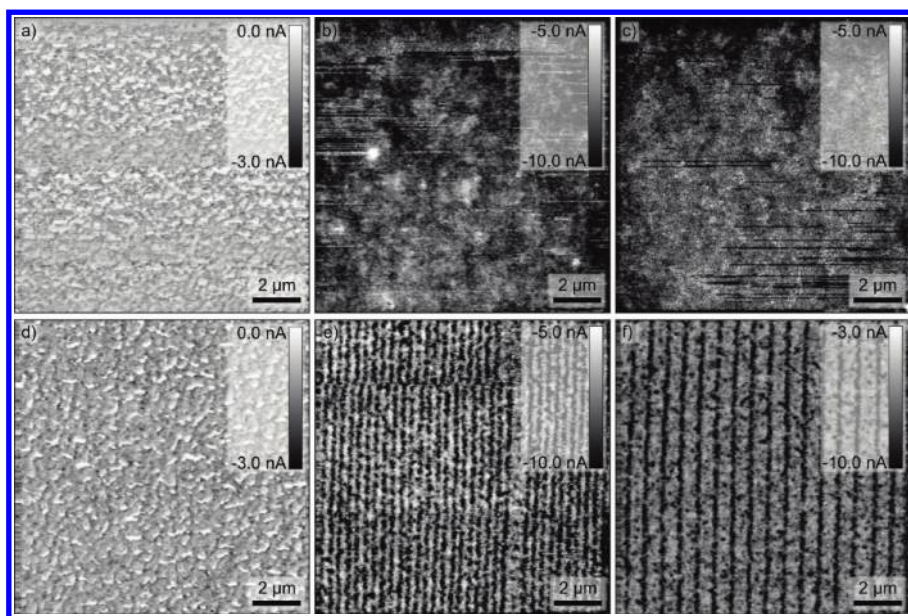 a)
0.0 nA
-3.0 nA
2 μm
b)
-5.0 nA
-10.0 nA
2 μm
c)
-5.0 nA
-10.0 nA
2 μm
d)
0.0 nA
-3.0 nA
2 μm
e)
-5.0 nA
-10.0 nA
2 μm
f)
-3.0 nA
-10.0 nA
2 μm